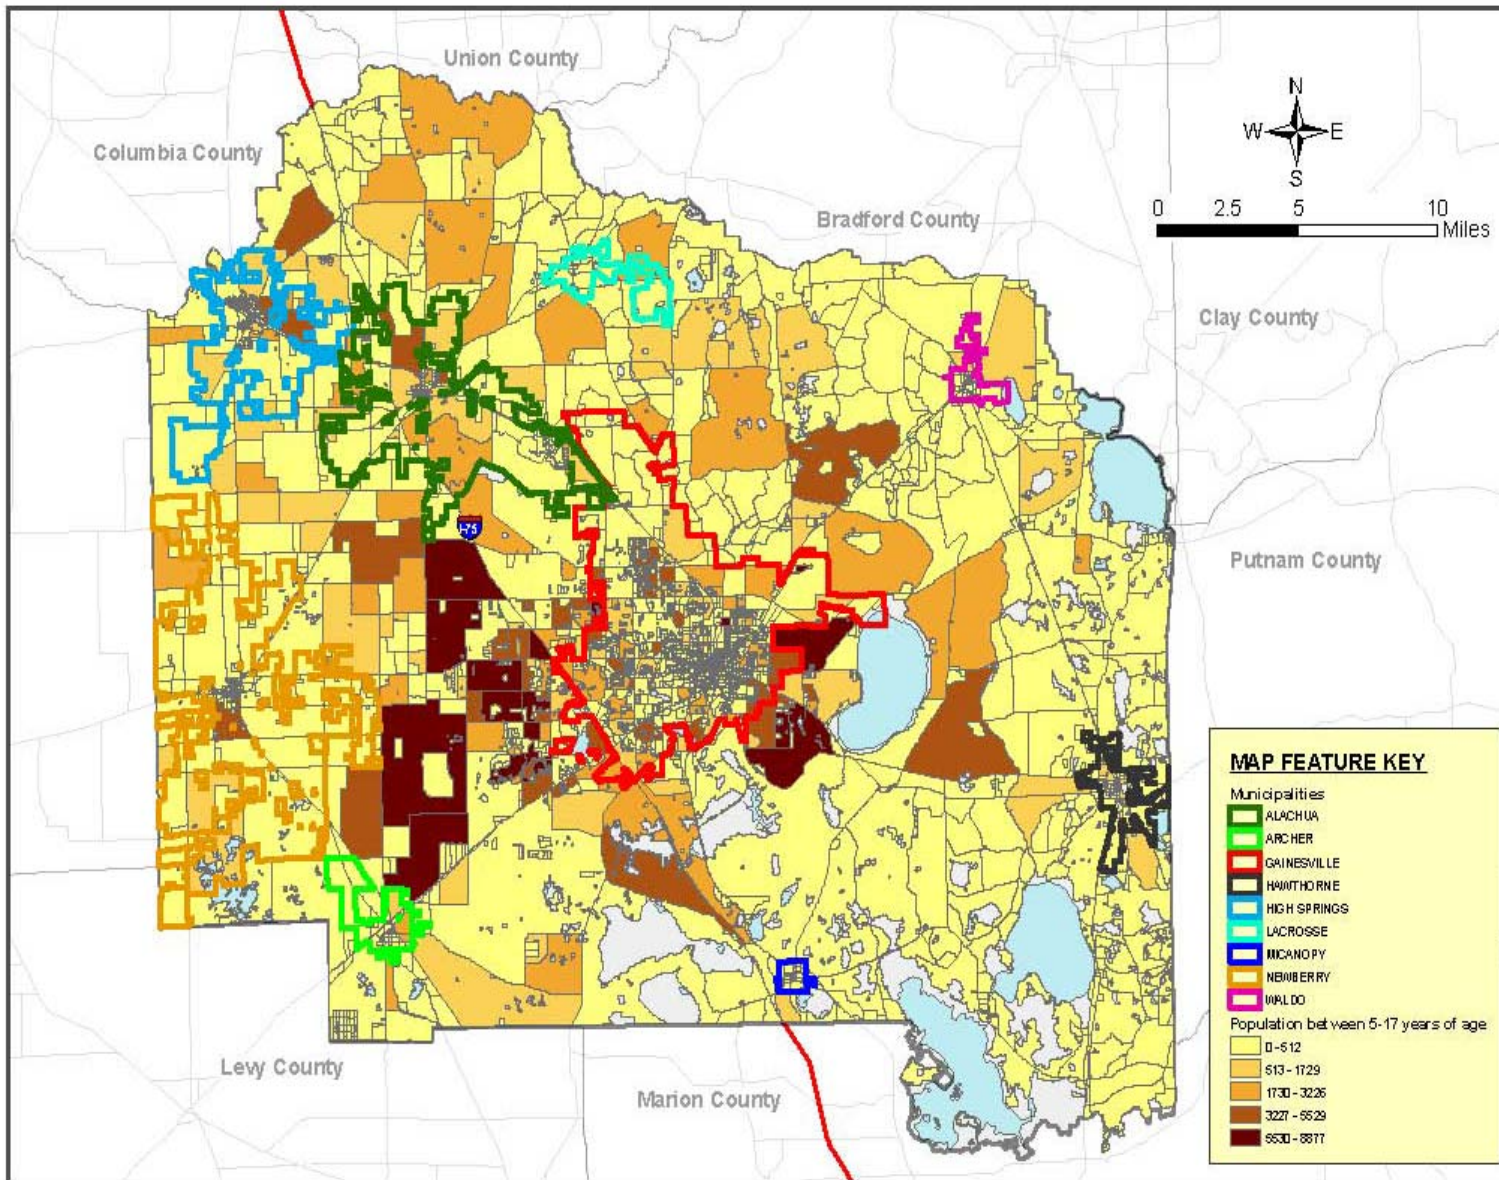 Union County
Columbia County
Bradford County
Clay County
Putnam County
Levy County
Marion County
N
W E
S
0 2.5 5 10
Miles
I-75
MAP FEATURE KEY
Municipalities
ALACHUA
ARCHER
GAINESVILLE
HAWTHORNE
HIGH SPRINGS
LACROSSE
MICANOPY
NEWBERRY
WALDO
Population between 5-17 years of age
0 - 512
513 - 1729
1730 - 3226
3227 - 5529
5530 - 8877